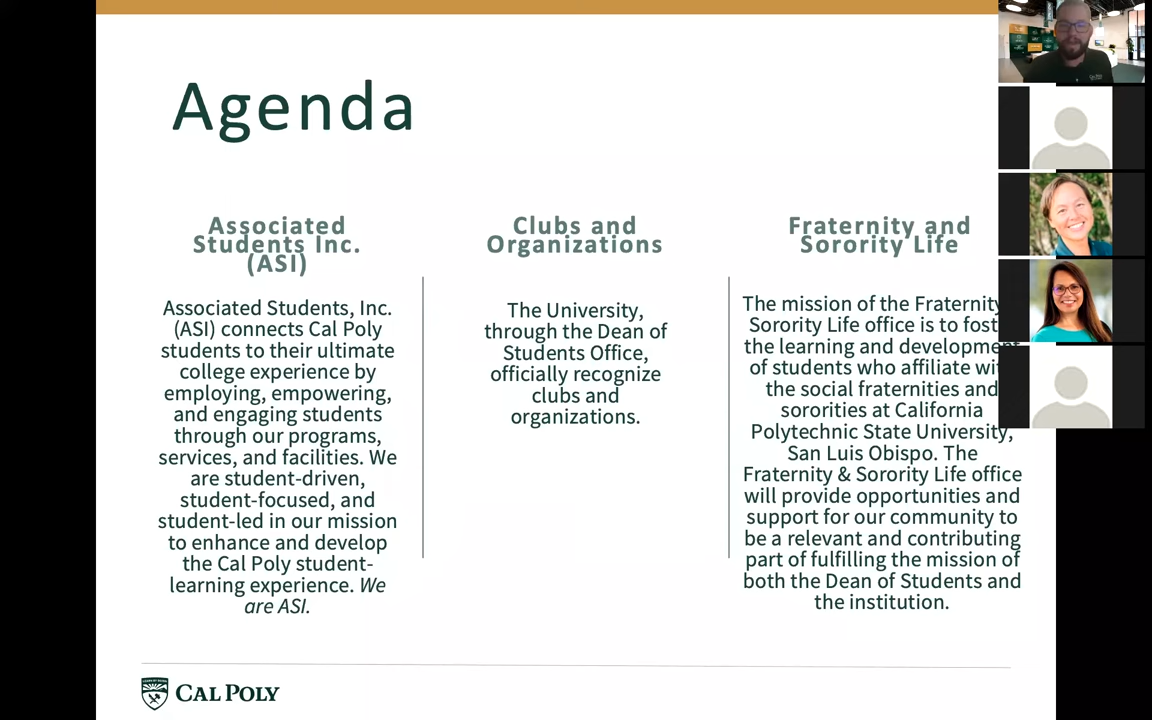 Agenda
Associated
Students Inc.
(ASI)
Associated Students, Inc.
(ASI) connects Cal Poly
students to their ultimate
college experience by
employing, empowering,
and engaging students
through our programs,
services, and facilities. We
are student-driven,
student-focused, and
student-led in our mission
to enhance and develop
the Cal Poly student-
learning experience. We
are ASI.
Clubs and
Organizations
The University,
through the Dean of
Students Office,
officially recognize
clubs and
organizations.
Fraternity and
Sorority Life
The mission of the Fraternity
Sorority Life office is to fost
the learning and development
of students who affiliate wi
the social fraternities and
sororities at California
Polytechnic State University,
San Luis Obispo. The
Fraternity & Sorority Life office
will provide opportunities and
support for our community to
be a relevant and contributing
part of fulfilling the mission of
both the Dean of Students and
the institution.
CAL POLY